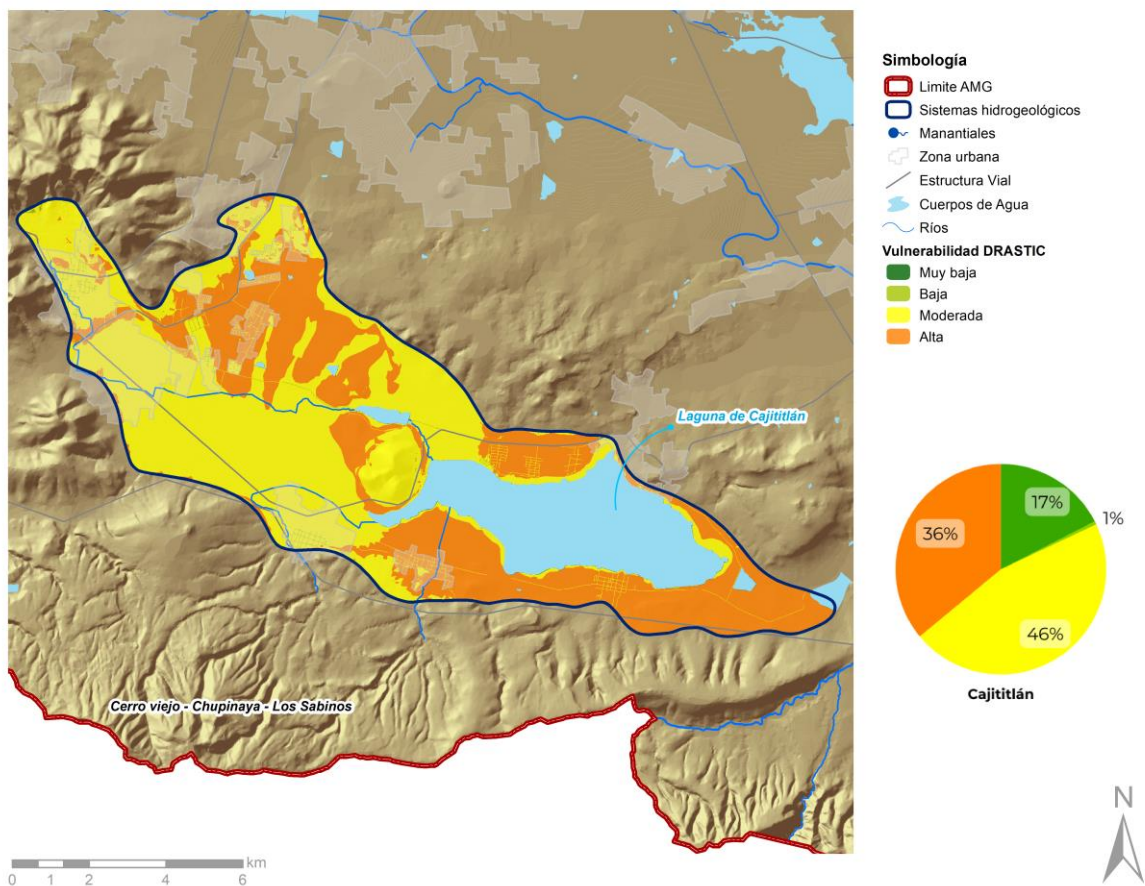 Simbología
Limite AMG
Sistemas hidrogeológicos
Manantiales
Zona urbana
Estructura Vial
Cuerpos de Agua
Ríos
Vulnerabilidad DRASTIC
Muy baja
Baja
Moderada
Alta
Laguna de Cajititlán
Cerro viejo - Chupinaya - Los Sabinos
17%
1%
36%
46%
Cajititlán
N
km
0 1 2 4 6